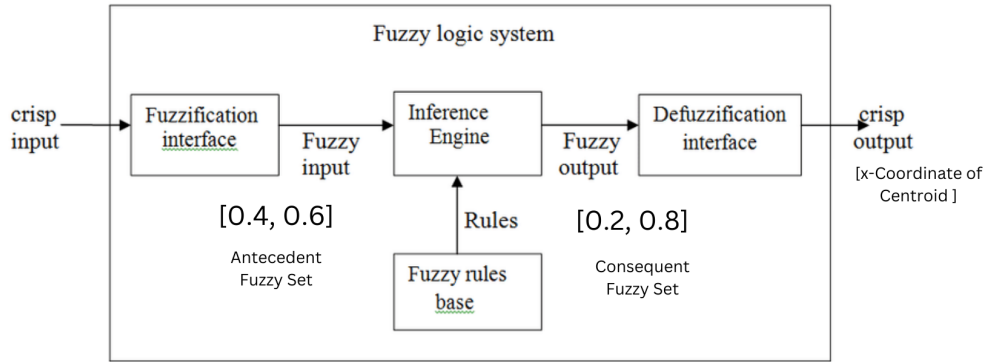 Fuzzy logic system
crisp
input
Fuzzification
interface
Fuzzy
input
Inference
Engine
Fuzzy
output
Defuzzification
interface
crisp
output
[x-Coordinate of
Centroid ]
[0.4, 0.6]
Antecedent
Fuzzy Set
Rules
[0.2, 0.8]
Consequent
Fuzzy Set
Fuzzy rules
base